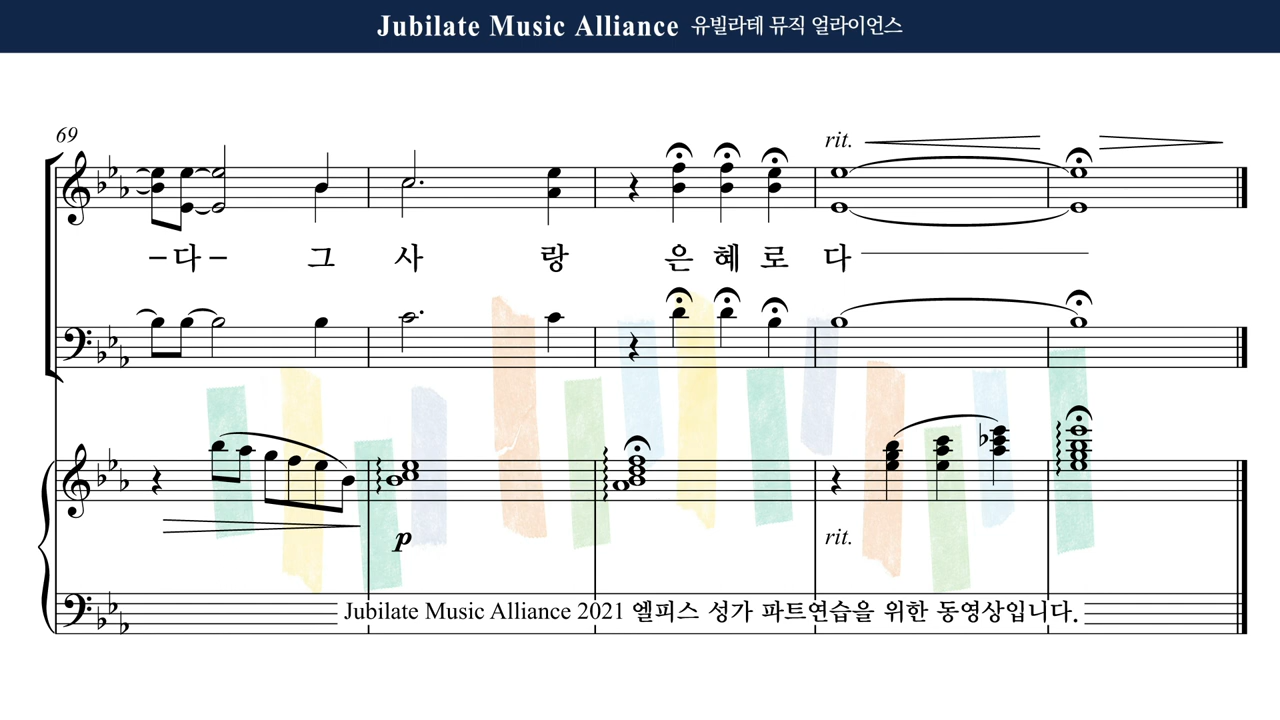 Jubilate Music Alliance 유빌라테 뮤직 얼라이언스
69
rit.
–다– 그 사 랑 은 혜 로 다
p
rit.
Jubilate Music Alliance 2021 엘피스 성가 파트연습을 위한 동영상입니다.